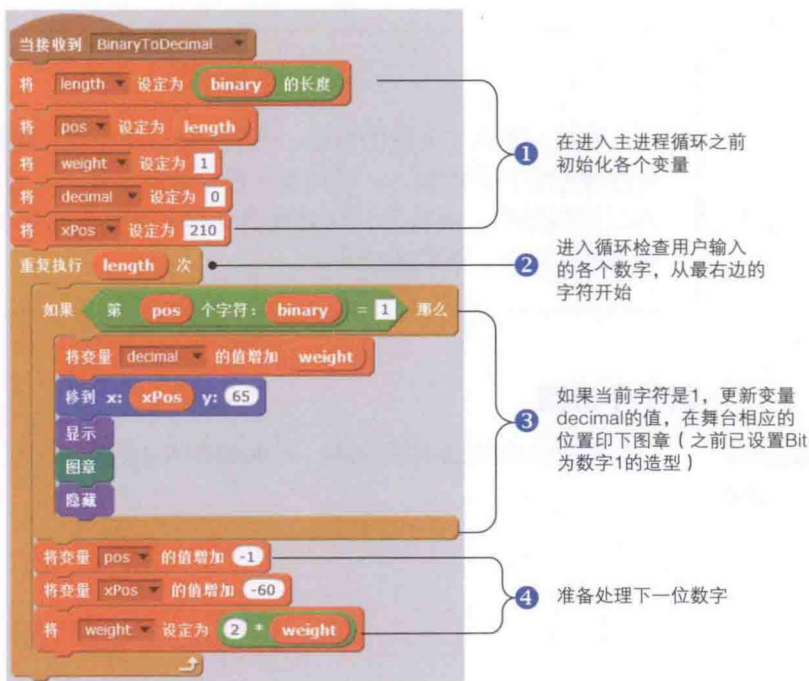 当接收到 BinaryToDecimal
将 length 设定为 binary 的长度
将 pos 设定为 length
将 weight 设定为 1
将 decimal 设定为 0
将 xPos 设定为 210
重复执行 length 次
如果 第 pos 个字符: binary = 1 那么
将变量 decimal 的值增加 weight
移到 x: xPos y: 65
显示
图章
隐藏
将变量 pos 的值增加 -1
将变量 xPos 的值增加 -60
将 weight 设定为 2 * weight
1 在进入主进程循环之前
初始化各个变量
2 进入循环检查用户输入
的各个数字，从最右边的
字符开始
3 如果当前字符是1，更新变量
decimal的值，在舞台相应的
位置印下图章（之前已设置Bit
为数字1的造型）
4 准备处理下一位数字